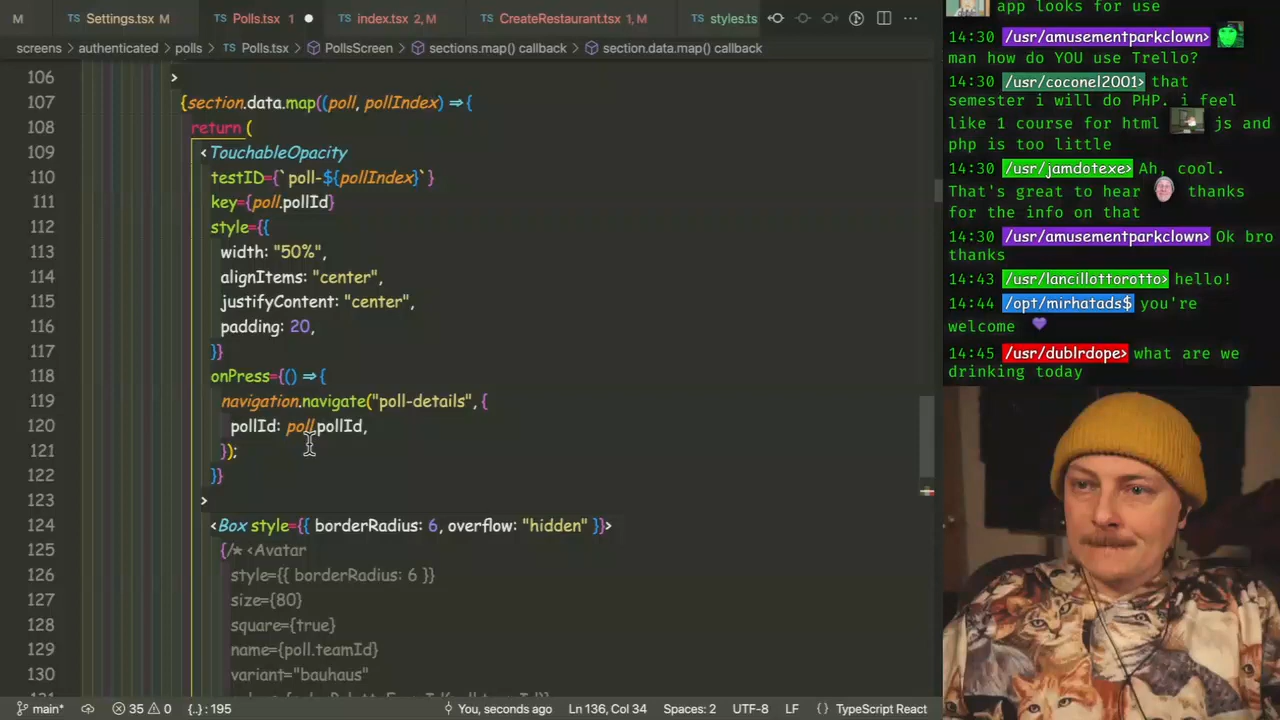 M
Settings.tsx M
Polls.tsx 1
index.tsx 2, M
CreateRestaurant.tsx 1, M
styles.ts
screens > authenticated > polls > Polls.tsx > PollsScreen > sections.map() callback > section.data.map() callback
106 >
107 {section.data.map((poll, pollIndex) => {
108 return (
109 <TouchableOpacity
110 testID={`poll-${pollIndex}`}
111 key={poll.pollId}
112 style={{
113 width: "50%",
114 alignItems: "center",
115 justifyContent: "center",
116 padding: 20,
117 }}
118 onPress={() => {
119 navigation.navigate("poll-details", {
120 pollId: poll.pollId,
121 });
122 }}
123 >
124 <Box style={{ borderRadius: 6, overflow: "hidden" }}>
125 {/* <Avatar
126 style={{ borderRadius: 6 }}
127 size={80}
128 square={true}
129 name={poll.teamId}
130 variant="bauhaus"
main* 35 0 {..}: 195 You, seconds ago Ln 136, Col 34 Spaces: 2 UTF-8 LF {} TypeScript React
app looks for use
14:30 /usr/amusementparkclown>
man how do YOU use Trello?
14:30 /usr/coconel2001> that
semester i will do PHP. i feel
like 1 course for html js and
php is too little
14:30 /usr/jamdotexe> Ah, cool.
That's great to hear thanks
for the info on that
14:30 /usr/amusementparkclown> Ok bro
thanks
14:43 /usr/lancillottorotto> hello!
14:44 /opt/mirhatads$ you're
welcome
14:45 /usr/dublrdope> what are we
drinking today